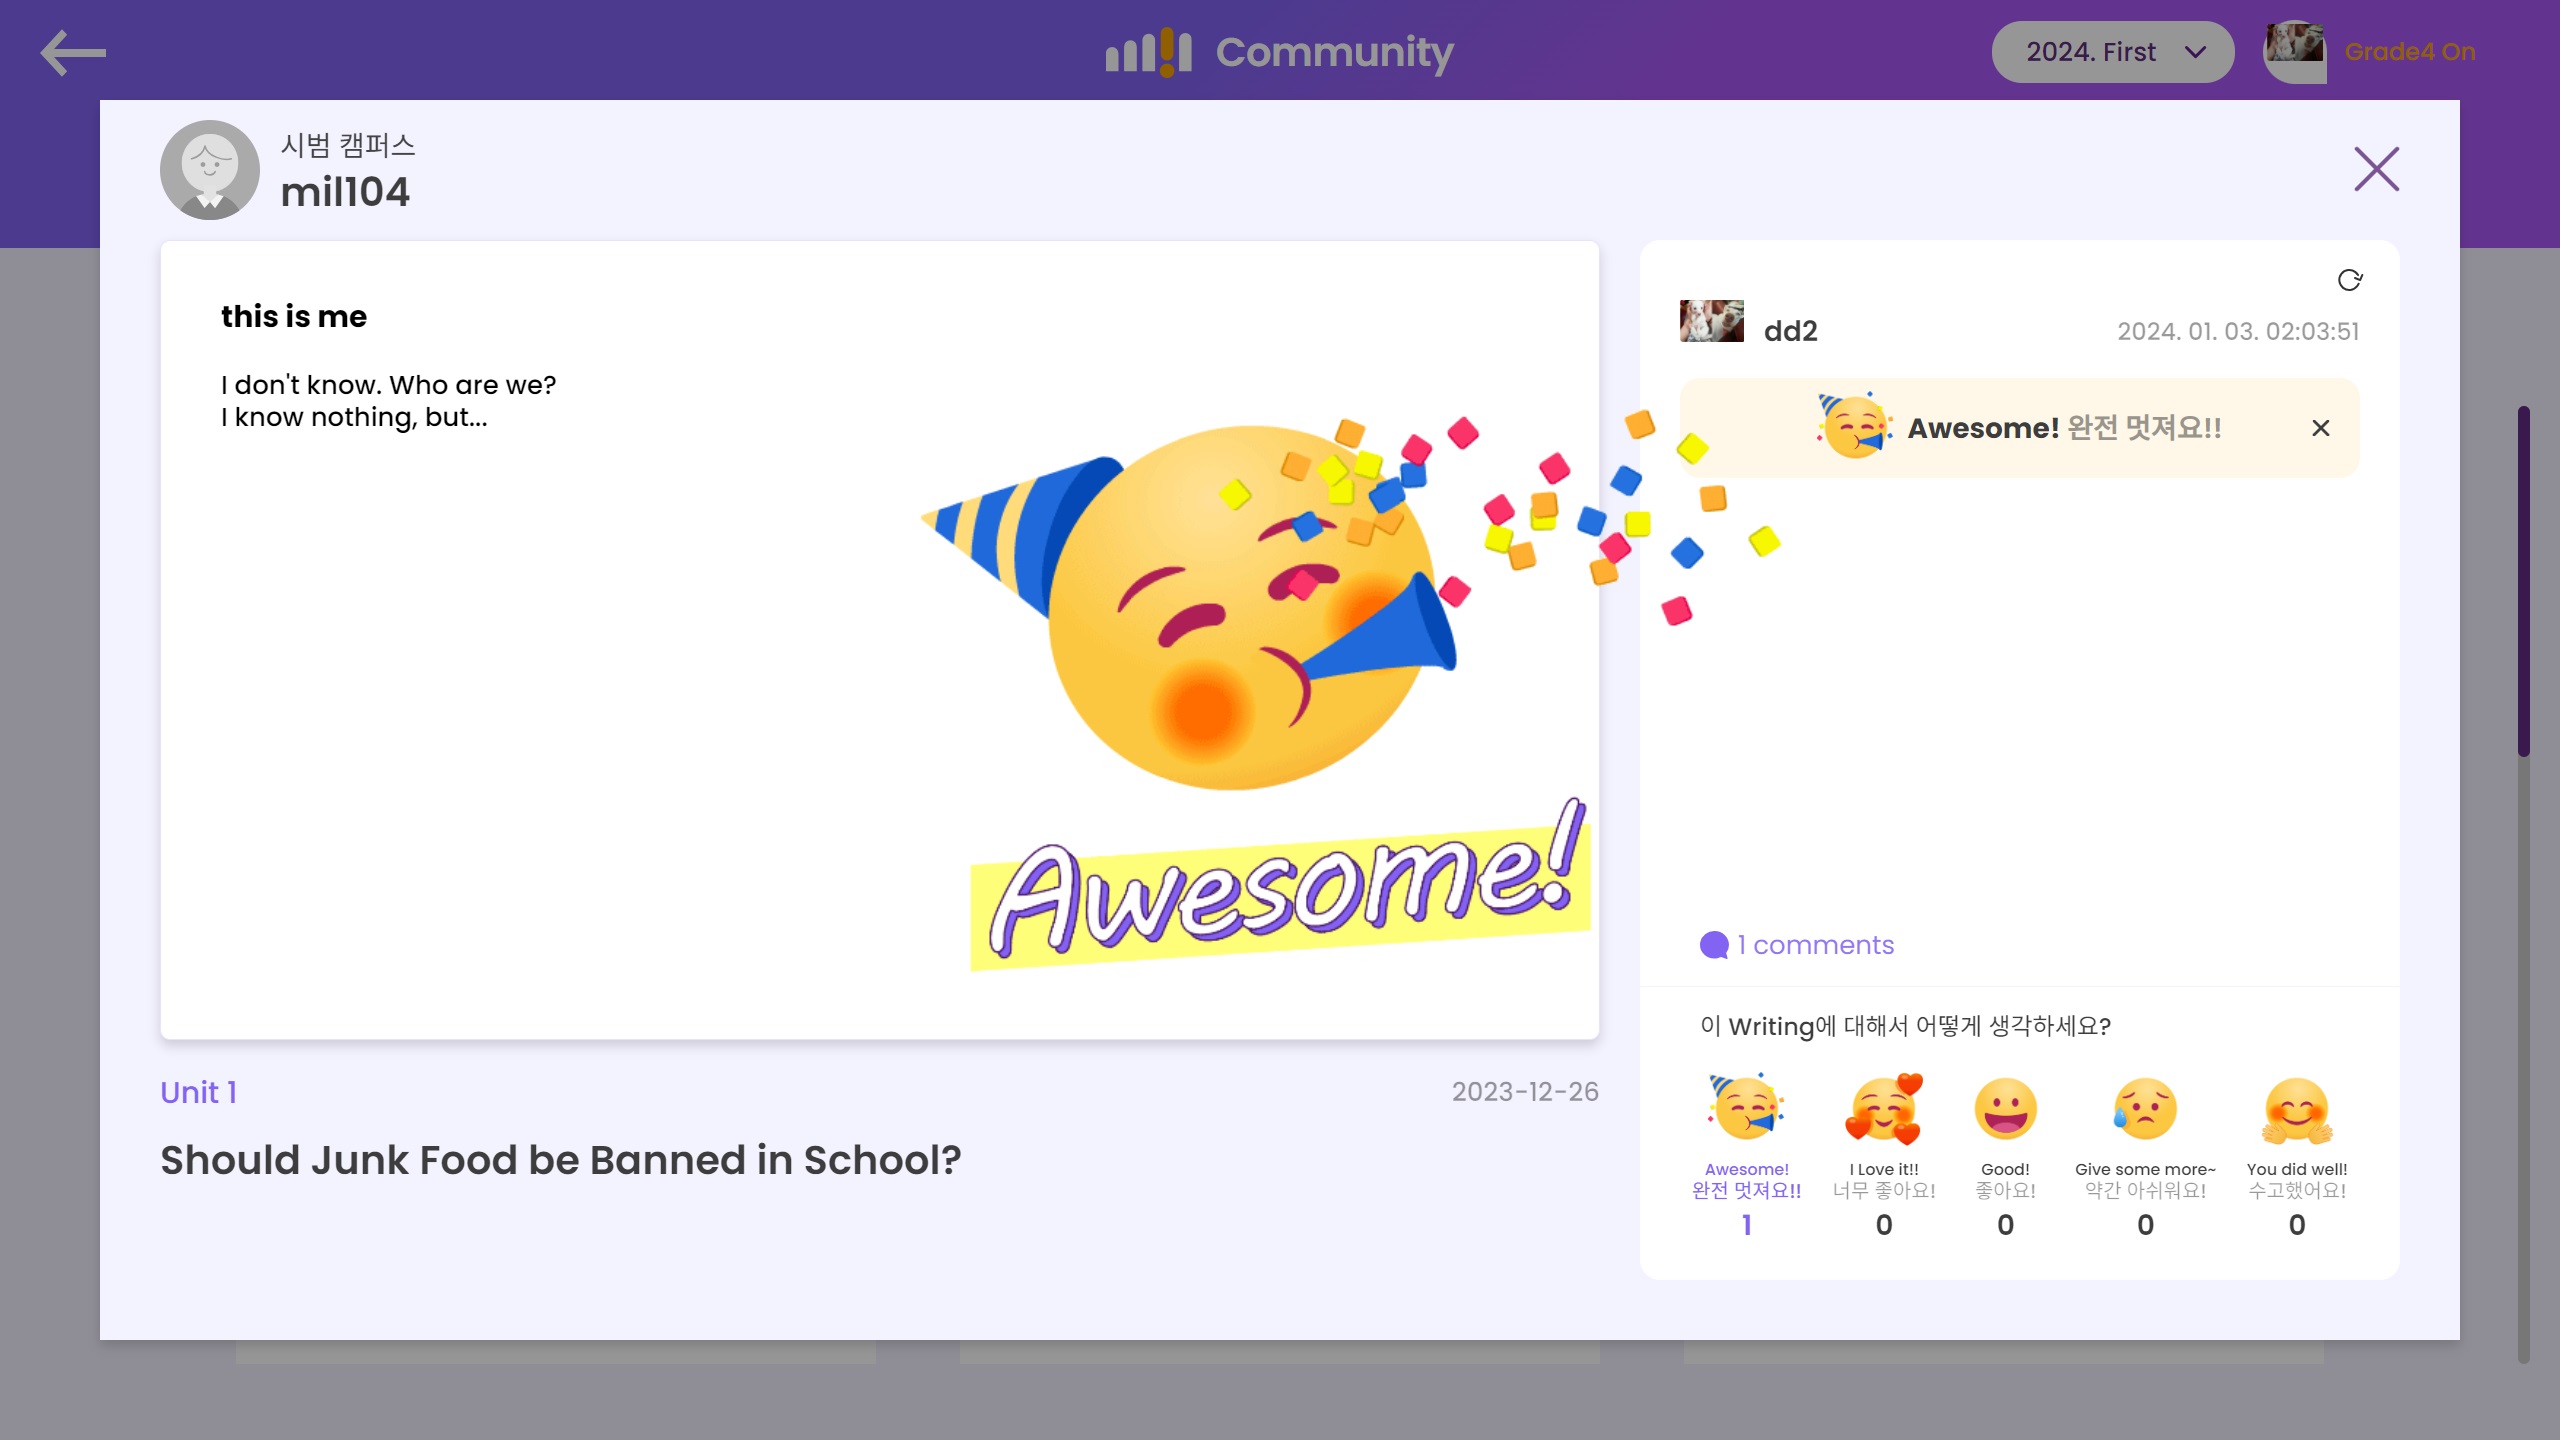 Community
2024. First
Grade4 On
시범 캠퍼스
mil104
this is me
I don't know. Who are we?
I know nothing, but...
Awesome!
Unit 1
2023-12-26
Should Junk Food be Banned in School?
dd2
2024. 01. 03. 02:03:51
Awesome! 완전 멋져요!!
1 comments
이 Writing에 대해서 어떻게 생각하세요?
Awesome!
완전 멋져요!!
1
I Love it!!
너무 좋아요!
0
Good!
좋아요!
0
Give some more~
약간 아쉬워요!
0
You did well!
수고했어요!
0